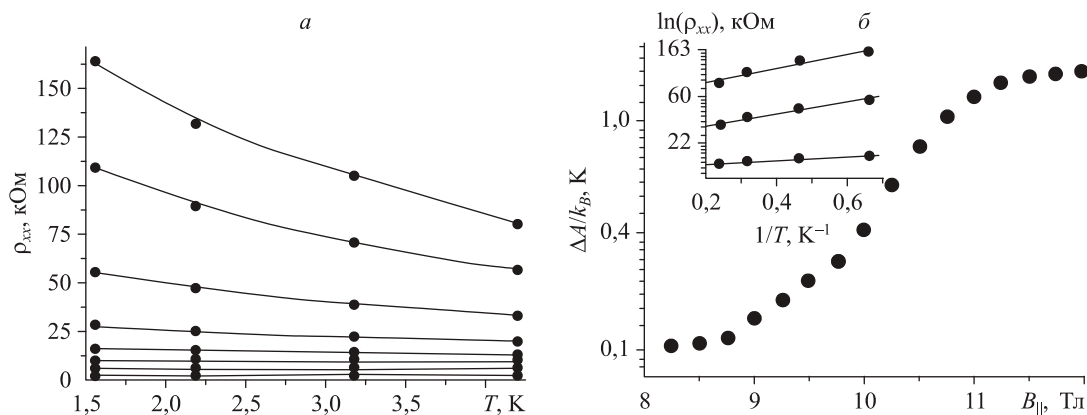 а
ρxx, кОм
150
125
100
75
50
25
0
1,5 2,0 2,5 3,0 3,5 T, К
ln(ρxx), кОм б
163
60
22
0,2 0,4 0,6
1/T, К–1
ΔA/kB, К
1,0
0,4
0,1
8 9 10 11 B||, Тл